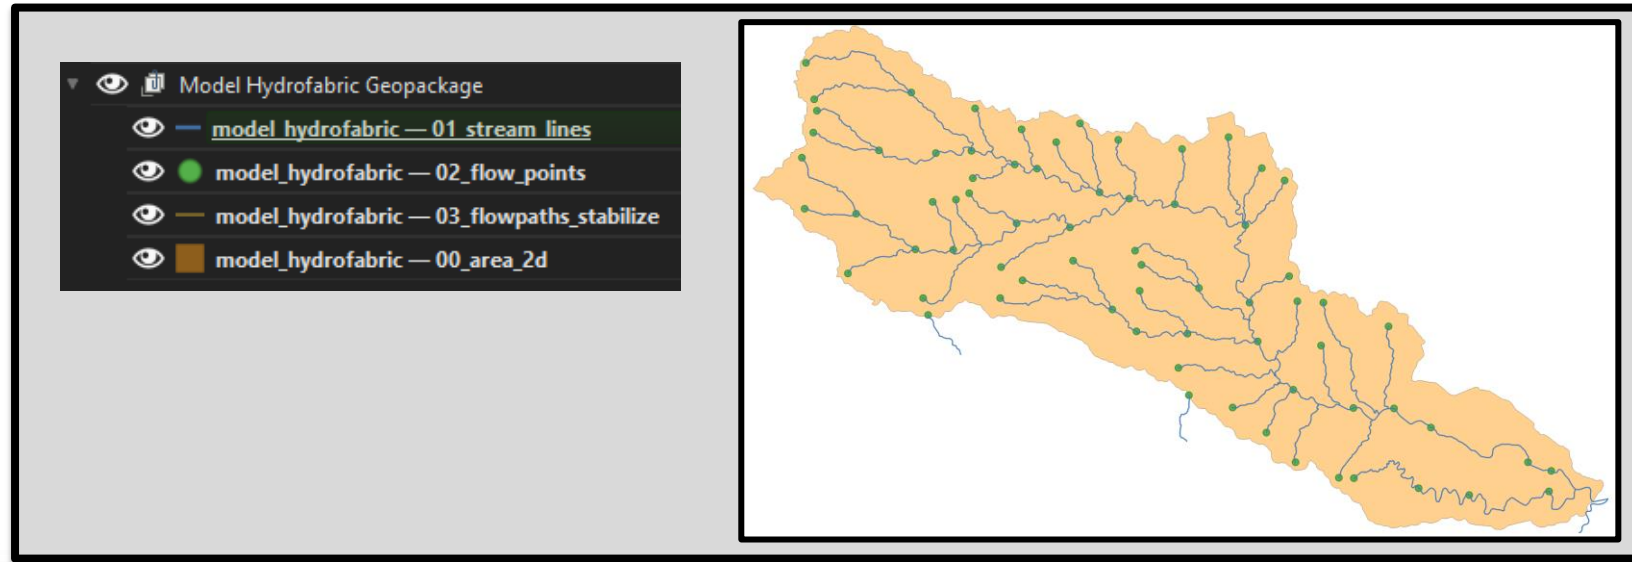 Model Hydrofabric Geopackage
model_hydrofabric — 01_stream_lines
model_hydrofabric — 02_flow_points
model_hydrofabric — 03_flowpaths_stabilize
model_hydrofabric — 00_area_2d